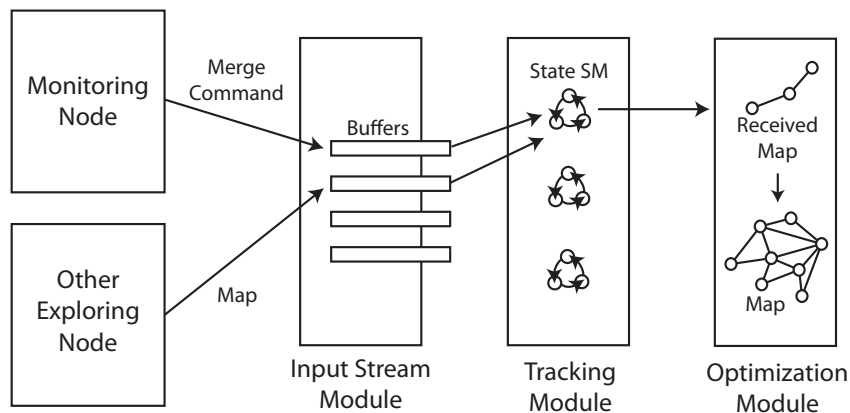 Monitoring
Node
Merge
Command
Buffers
State SM
Received
Map
Other
Exploring
Node
Map
Map
Input Stream
Module
Tracking
Module
Optimization
Module